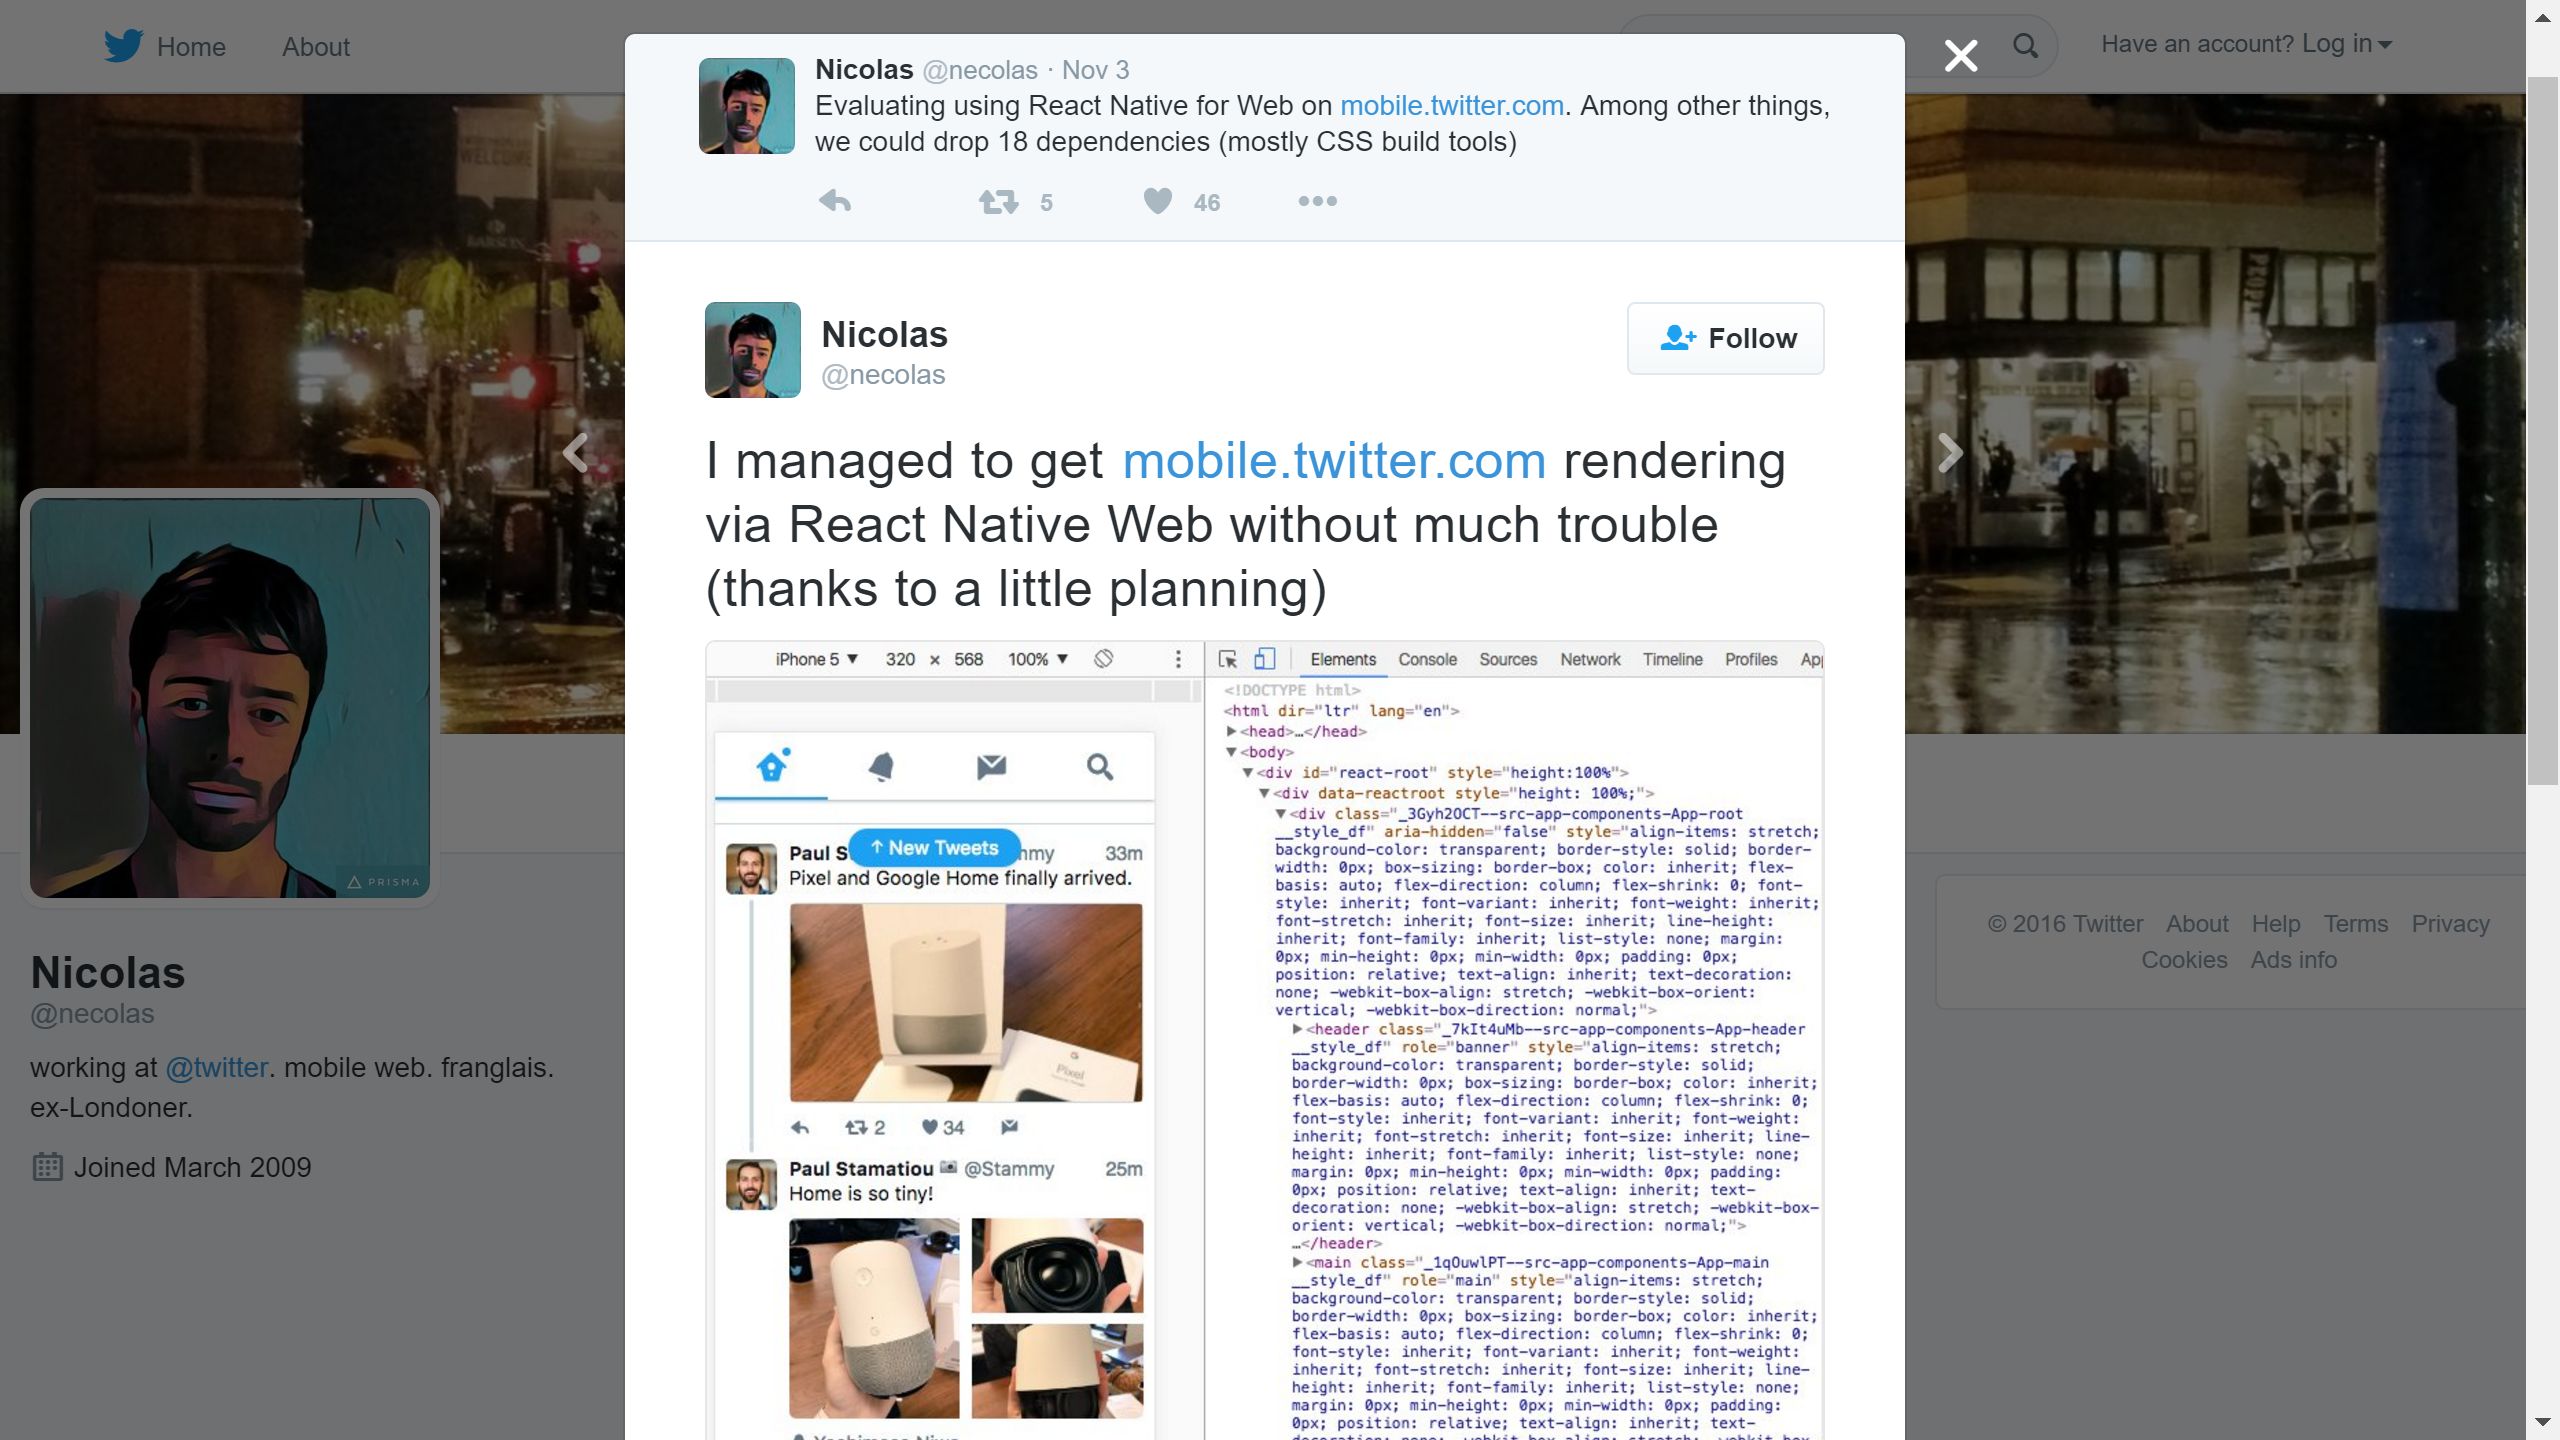 Home About
Have an account? Log in
Nicolas @necolas · Nov 3
Evaluating using React Native for Web on mobile.twitter.com. Among other things,
we could drop 18 dependencies (mostly CSS build tools)
5 46
Nicolas
@necolas
Follow
I managed to get mobile.twitter.com rendering
via React Native Web without much trouble
(thanks to a little planning)
iPhone 5 ▼ 320 × 568 100% ▼
↑ New Tweets
Paul S mmy 33m
Pixel and Google Home finally arrived.
Pixel
2 34
Paul Stamatiou @Stammy 25m
Home is so tiny!
Elements Console Sources Network Timeline Profiles
<!DOCTYPE html>
<html dir="ltr" lang="en">
▶<head>…</head>
▼<body>
▼<div id="react-root" style="height:100%">
▼<div data-reactroot style="height: 100%;">
▼<div class="_3Gyh2OCT--src-app-components-App-root
__style_df" aria-hidden="false" style="align-items: stretch;
background-color: transparent; border-style: solid; border-
width: 0px; box-sizing: border-box; color: inherit; flex-
basis: auto; flex-direction: column; flex-shrink: 0; font-
style: inherit; font-variant: inherit; font-weight: inherit;
font-stretch: inherit; font-size: inherit; line-height:
inherit; font-family: inherit; list-style: none; margin:
0px; min-height: 0px; min-width: 0px; padding: 0px;
position: relative; text-align: inherit; text-decoration:
none; -webkit-box-align: stretch; -webkit-box-orient:
vertical; -webkit-box-direction: normal;">
▶<header class="_7kIt4uMb--src-app-components-App-header
__style_df" role="banner" style="align-items: stretch;
background-color: transparent; border-style: solid;
border-width: 0px; box-sizing: border-box; color: inherit;
flex-basis: auto; flex-direction: column; flex-shrink: 0;
font-style: inherit; font-variant: inherit; font-weight:
inherit; font-stretch: inherit; font-size: inherit; line-
height: inherit; font-family: inherit; list-style: none;
margin: 0px; min-height: 0px; min-width: 0px; padding:
0px; position: relative; text-align: inherit; text-
decoration: none; -webkit-box-align: stretch; -webkit-box-
orient: vertical; -webkit-box-direction: normal;">
…</header>
▶<main class="_1qOuwlPT--src-app-components-App-main
__style_df" role="main" style="align-items: stretch;
background-color: transparent; border-style: solid;
border-width: 0px; box-sizing: border-box; color: inherit;
flex-basis: auto; flex-direction: column; flex-shrink: 0;
font-style: inherit; font-variant: inherit; font-weight:
inherit; font-stretch: inherit; font-size: inherit; line-
height: inherit; font-family: inherit; list-style: none;
margin: 0px; min-height: 0px; min-width: 0px; padding:
0px; position: relative; text-align: inherit; text-
PRISMA
Nicolas
@necolas
working at @twitter. mobile web. franglais.
ex-Londoner.
Joined March 2009
© 2016 Twitter About Help Terms Privacy
Cookies Ads info
WELCOME
PEOPLE